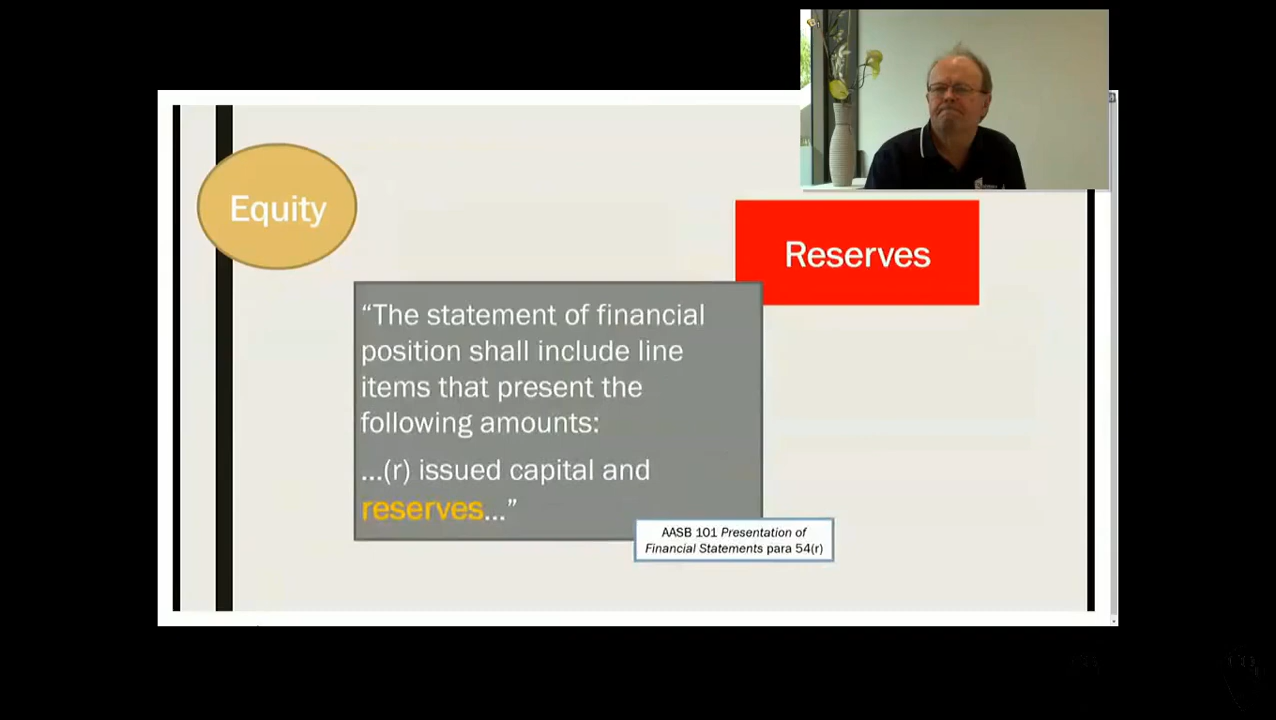 Equity
Reserves
“The statement of financial
position shall include line
items that present the
following amounts:
...(r) issued capital and
reserves...”
AASB 101 Presentation of
Financial Statements para 54(r)